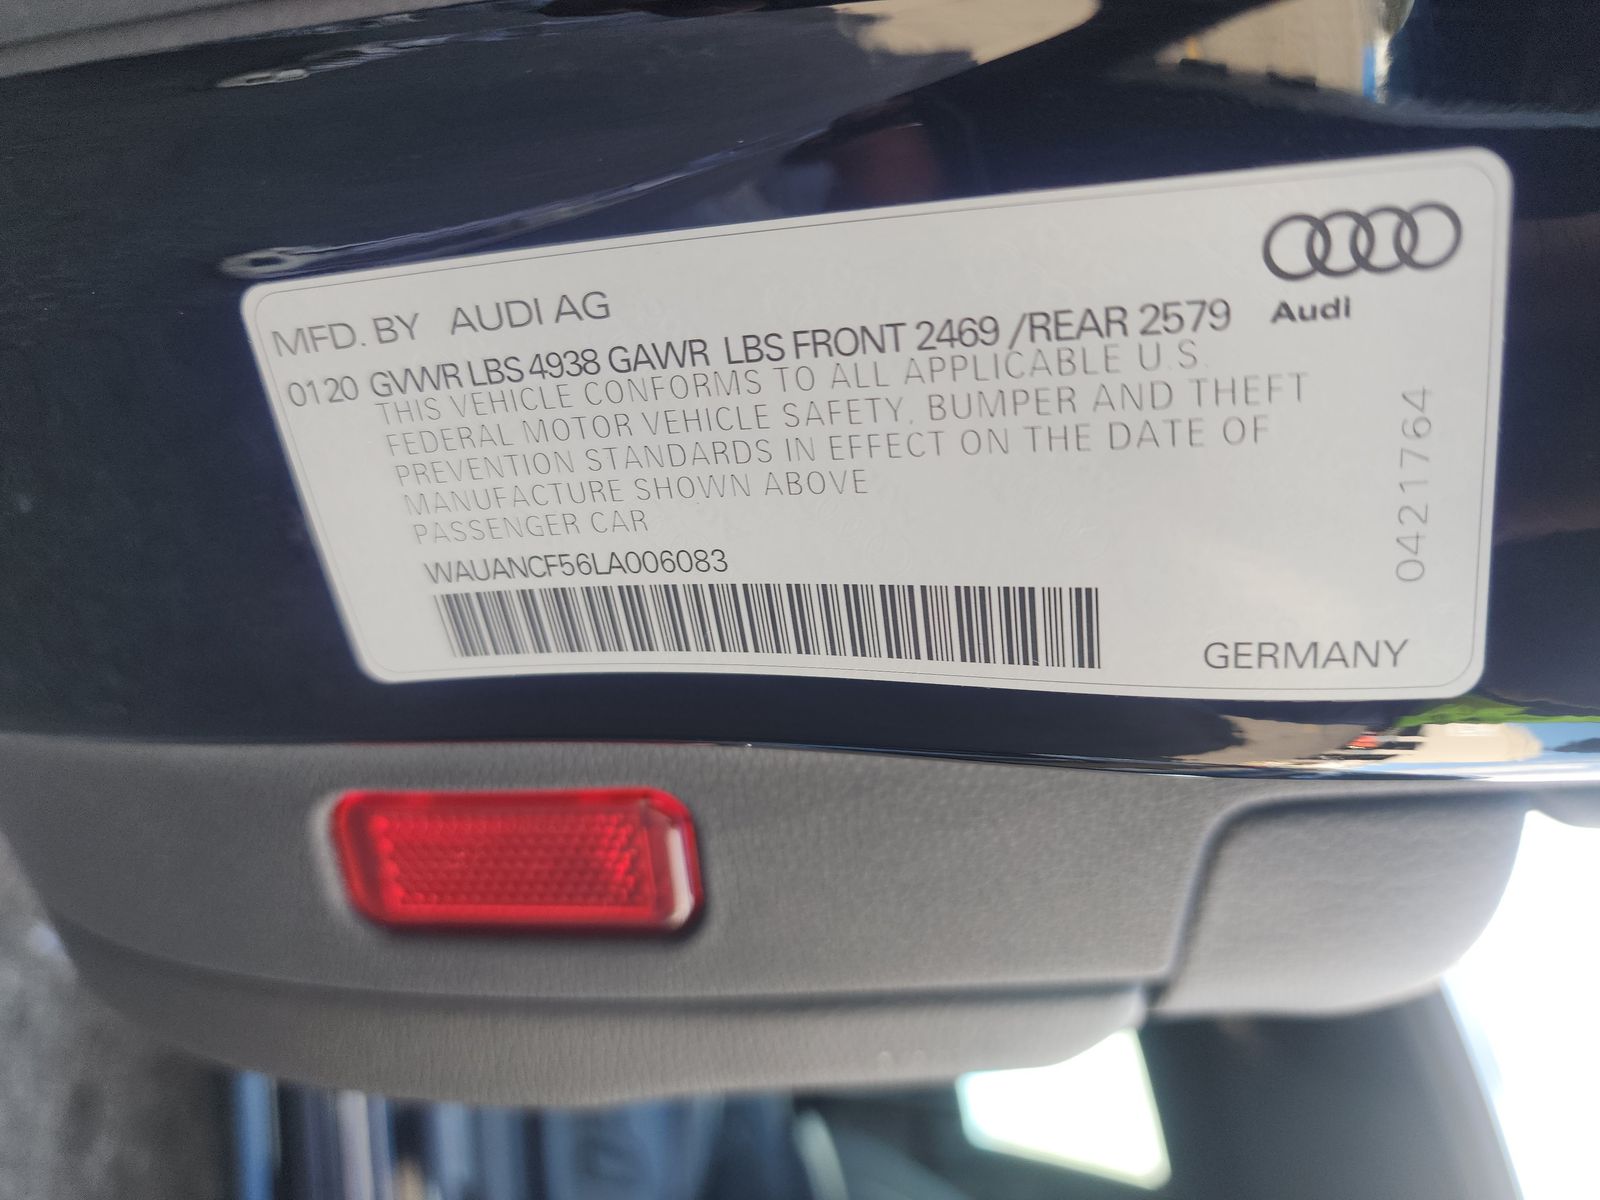 MFD. BY AUDI AG
0120 GVWR LBS 4938 GAWR LBS FRONT 2469 /REAR 2579
THIS VEHICLE CONFORMS TO ALL APPLICABLE U.S.
FEDERAL MOTOR VEHICLE SAFETY, BUMPER AND THEFT
PREVENTION STANDARDS IN EFFECT ON THE DATE OF
MANUFACTURE SHOWN ABOVE
PASSENGER CAR
WAUANCF56LA006083
Audi
0421764
GERMANY